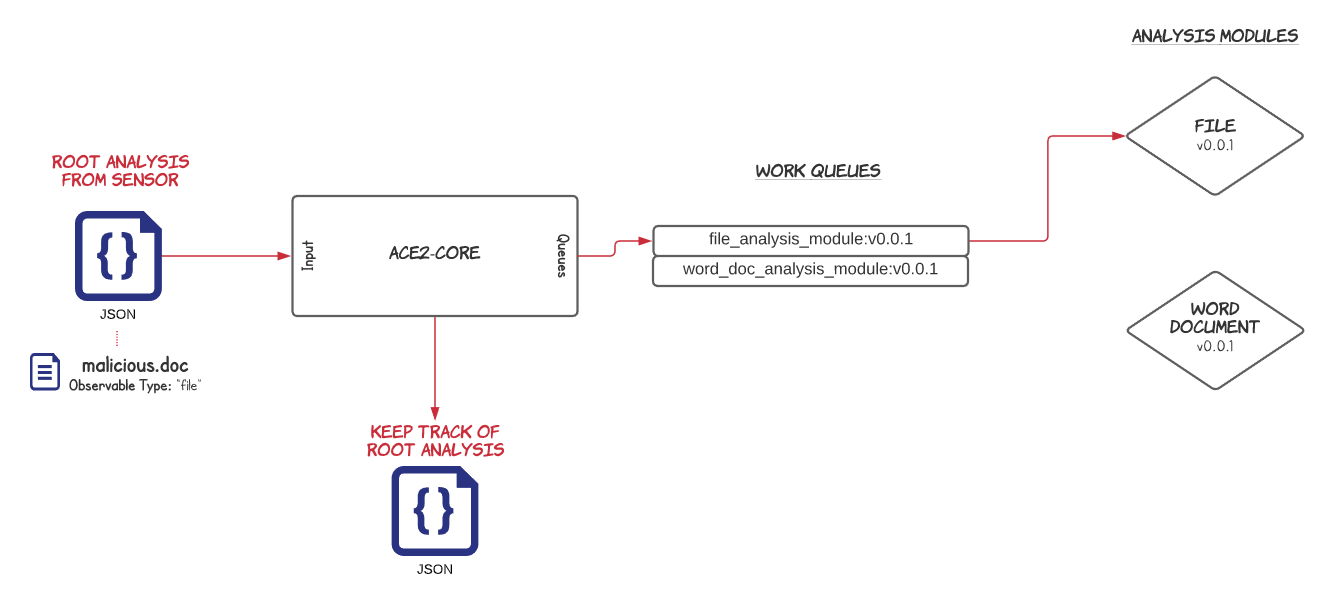 ANALYSIS MODULES
FILE
v0.0.1
ROOT ANALYSIS
FROM SENSOR
WORK QUEUES
Input
ACE2-CORE
Queues
file_analysis_module:v0.0.1
word_doc_analysis_module:v0.0.1
{}
JSON
WORD
DOCUMENT
v0.0.1
malicious.doc
Observable Type: "file"
KEEP TRACK OF
ROOT ANALYSIS
{}
JSON